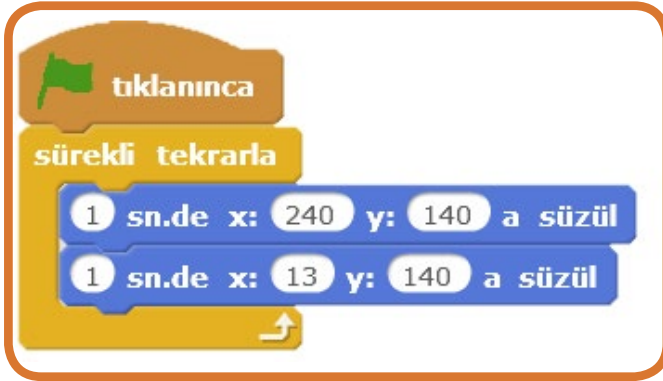 tıklanınca
sürekli tekrarla
1 sn.de x: 240 y: 140 a süzül
1 sn.de x: 13 y: 140 a süzül